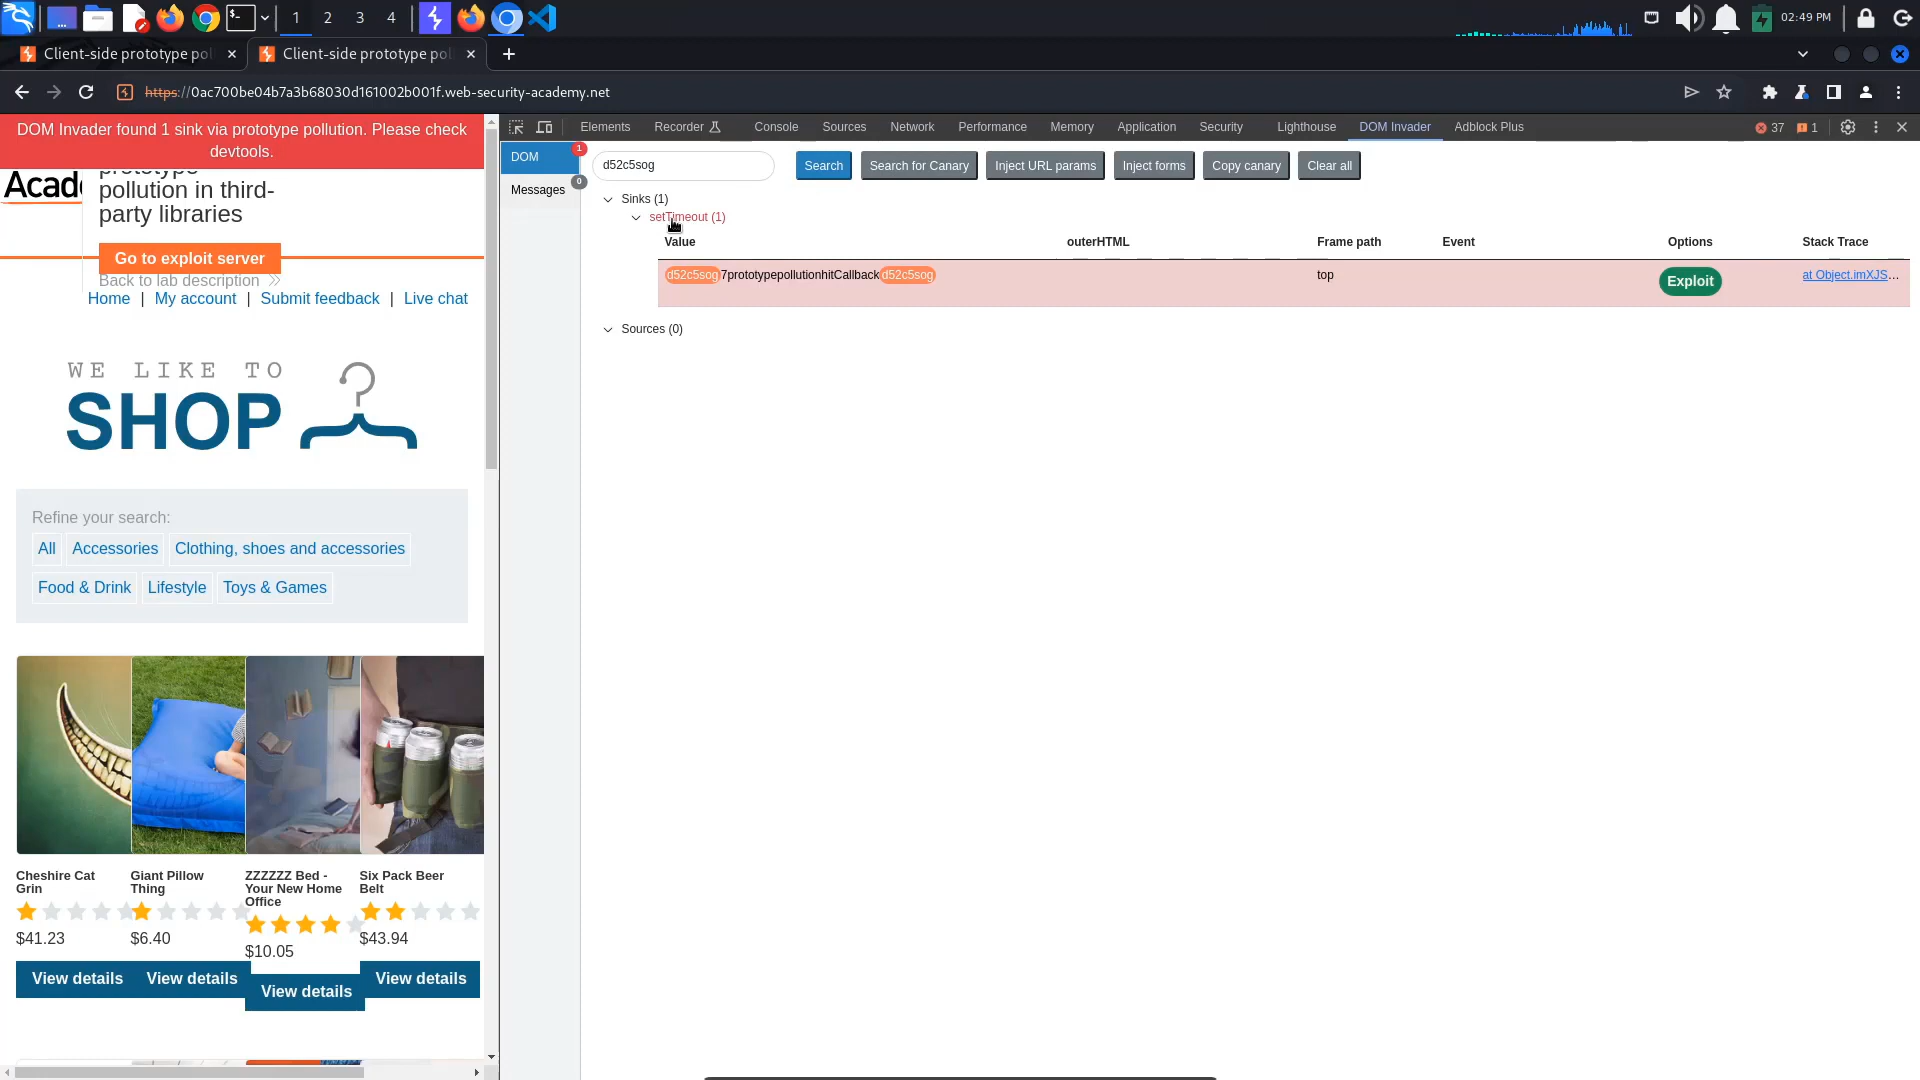 1 2 3 4
02:49 PM
Client-side prototype pol
Client-side prototype pol
https://0ac700be04b7a3b68030d161002b001f.web-security-academy.net
DOM Invader found 1 sink via prototype pollution. Please check
devtools.
Acad
pollution in third-
party libraries
Go to exploit server
Back to lab description
Home | My account | Submit feedback | Live chat
WE LIKE TO
SHOP
Refine your search:
All Accessories Clothing, shoes and accessories
Food & Drink Lifestyle Toys & Games
Cheshire Cat
Grin
$41.23
View details
Giant Pillow
Thing
$6.40
View details
ZZZZZZ Bed -
Your New Home
Office
$10.05
View details
Six Pack Beer
Belt
$43.94
View details
Elements Recorder Console Sources Network Performance Memory Application Security Lighthouse DOM Invader Adblock Plus 37 1
DOM 1
Messages 0
d52c5sog Search Search for Canary Inject URL params Inject forms Copy canary Clear all
Sinks (1)
setTimeout (1)
Value outerHTML Frame path Event Options Stack Trace
d52c5sog7prototypepollutionhitCallbackd52c5sog top Exploit at Object.imXJS...
Sources (0)